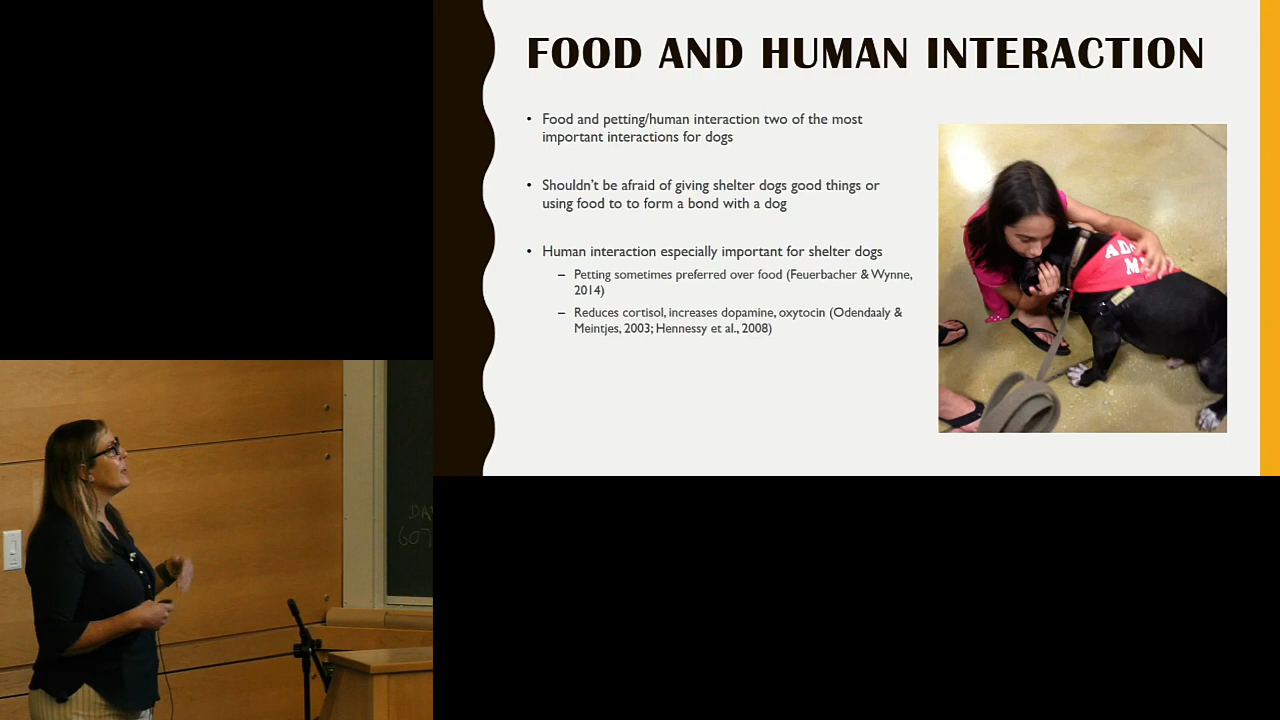 FOOD AND HUMAN INTERACTION
• Food and petting/human interaction two of the most
important interactions for dogs
• Shouldn't be afraid of giving shelter dogs good things or
using food to to form a bond with a dog
• Human interaction especially important for shelter dogs
– Petting sometimes preferred over food (Feuerbacher & Wynne,
2014)
– Reduces cortisol, increases dopamine, oxytocin (Odendaaly &
Meintjes, 2003; Hennessy et al., 2008)